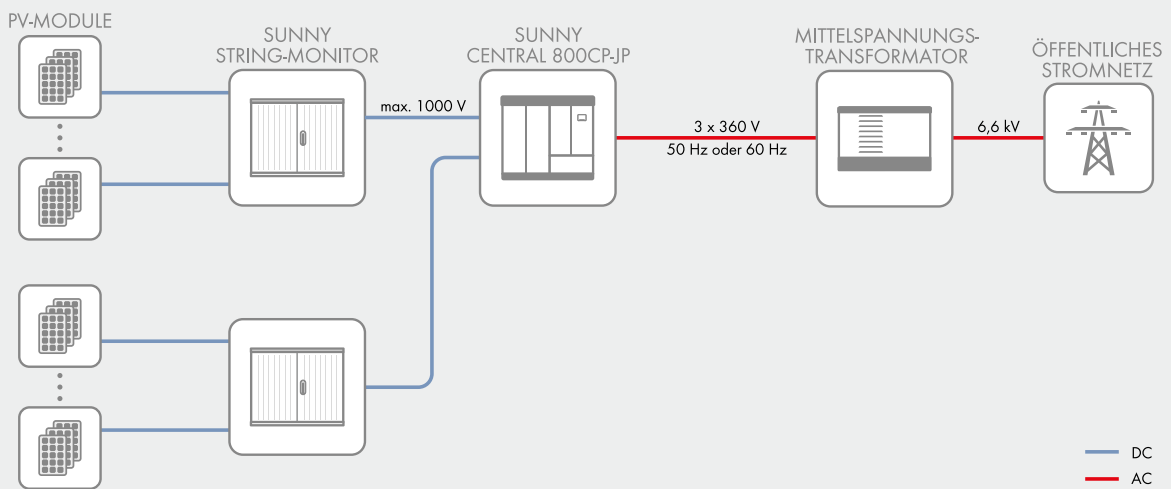 PV-MODULE
SUNNY
STRING-MONITOR
SUNNY
CENTRAL 800CP-JP
MITTELSPANNUNGS-
TRANSFORMATOR
ÖFFENTLICHES
STROMNETZ
max. 1000 V
3 x 360 V
50 Hz oder 60 Hz
6,6 kV
DC
AC